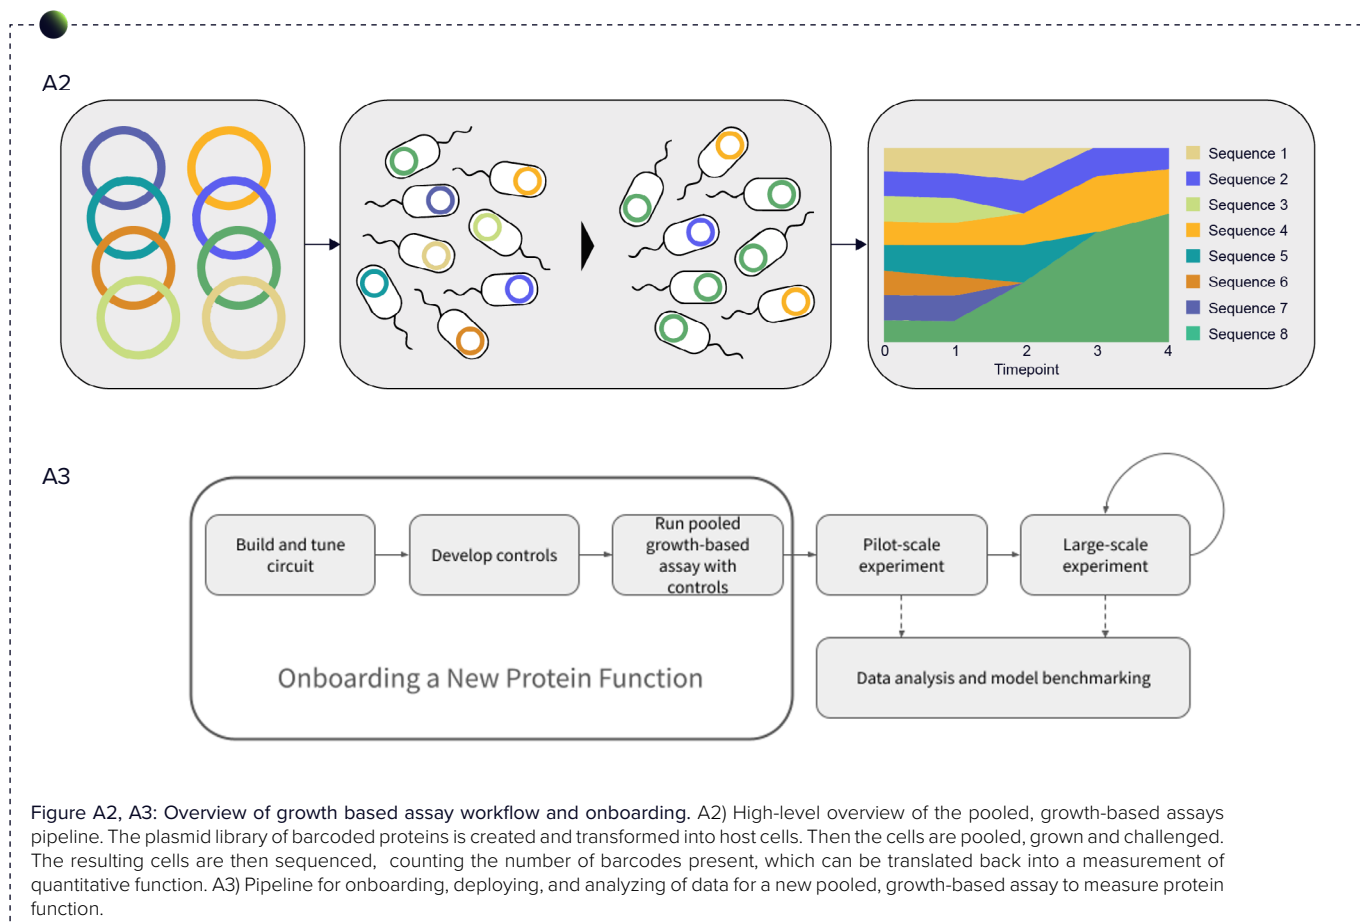 A2
Sequence 1
Sequence 2
Sequence 3
Sequence 4
Sequence 5
Sequence 6
Sequence 7
Sequence 8
0 1 2 3 4
Timepoint
A3
Build and tune
circuit
Develop controls
Run pooled
growth-based
assay with
controls
Pilot-scale
experiment
Large-scale
experiment
Onboarding a New Protein Function
Data analysis and model benchmarking
Figure A2, A3: Overview of growth based assay workflow and onboarding. A2) High-level overview of the pooled, growth-based assays
pipeline. The plasmid library of barcoded proteins is created and transformed into host cells. Then the cells are pooled, grown and challenged.
The resulting cells are then sequenced, counting the number of barcodes present, which can be translated back into a measurement of
quantitative function. A3) Pipeline for onboarding, deploying, and analyzing of data for a new pooled, growth-based assay to measure protein
function.